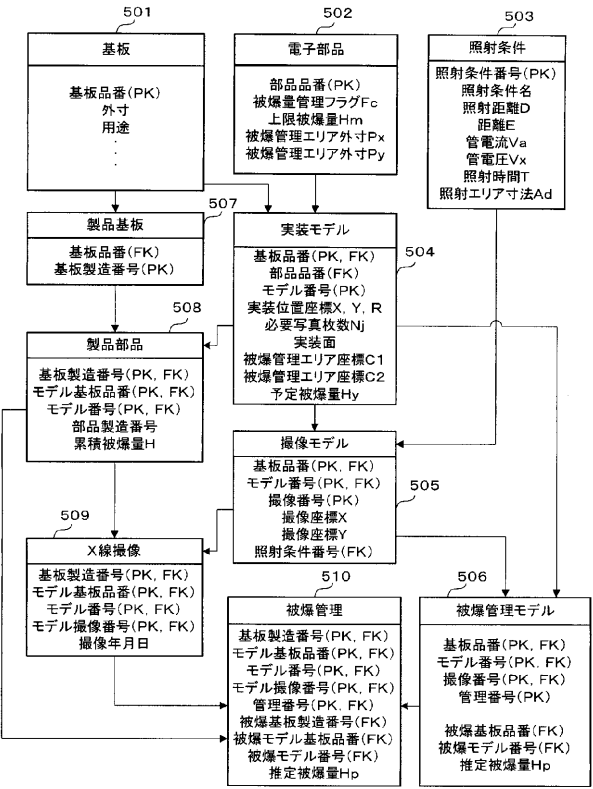 501
基板
基板品番(PK)
外寸
用途
.
.
.
502
電子部品
部品品番(PK)
被爆量管理フラグFc
上限被爆量Hm
被爆管理エリア外寸Px
被爆管理エリア外寸Py
503
照射条件
照射条件番号(PK)
照射条件名
照射距離D
距離E
管電流Va
管電圧Vx
照射時間T
照射エリア寸法Ad
507
製品基板
基板品番(FK)
基板製造番号(PK)
504
実装モデル
基板品番(PK, FK)
部品品番(FK)
モデル番号(PK)
実装位置座標X, Y, R
必要写真枚数Nj
実装面
被爆管理エリア座標C1
被爆管理エリア座標C2
予定被爆量Hy
508
製品部品
基板製造番号(PK, FK)
モデル基板品番(PK, FK)
モデル番号(PK, FK)
部品製造番号
累積被爆量H
505
撮像モデル
基板品番(PK, FK)
モデル番号(PK, FK)
撮像番号(PK)
撮像座標X
撮像座標Y
照射条件番号(FK)
509
X線撮像
基板製造番号(PK, FK)
モデル基板品番(PK, FK)
モデル番号(PK, FK)
モデル撮像番号(PK, FK)
撮像年月日
510
被爆管理
基板製造番号(PK, FK)
モデル基板品番(PK, FK)
モデル番号(PK, FK)
モデル撮像番号(PK, FK)
管理番号(PK, FK)
被爆基板製造番号(FK)
被爆モデル基板品番(FK)
被爆モデル番号(FK)
推定被爆量Hp
506
被爆管理モデル
基板品番(PK, FK)
モデル番号(PK, FK)
撮像番号(PK, FK)
管理番号(PK)
被爆基板品番(FK)
被爆モデル番号(FK)
推定被爆量Hp